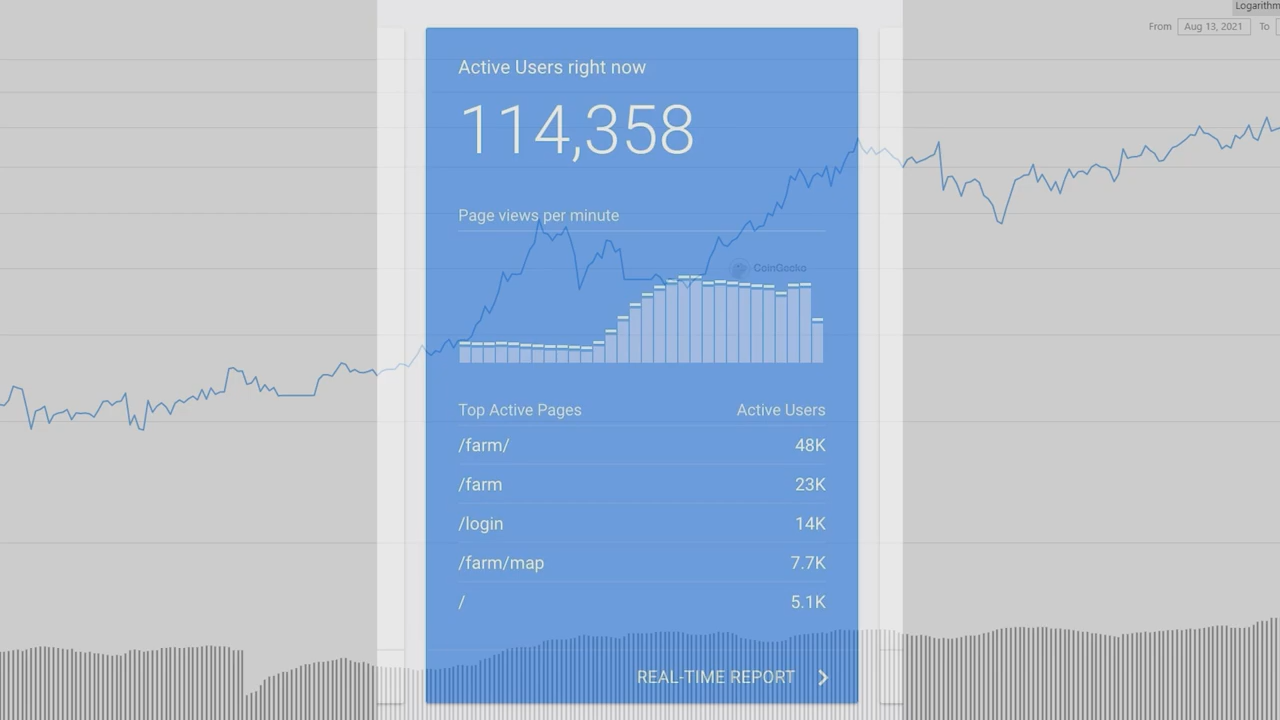 Logarithm
From Aug 13, 2021 To
Active Users right now
114,358
Page views per minute
CoinGecko
Top Active Pages Active Users
/farm/ 48K
/farm 23K
/login 14K
/farm/map 7.7K
/ 5.1K
REAL-TIME REPORT